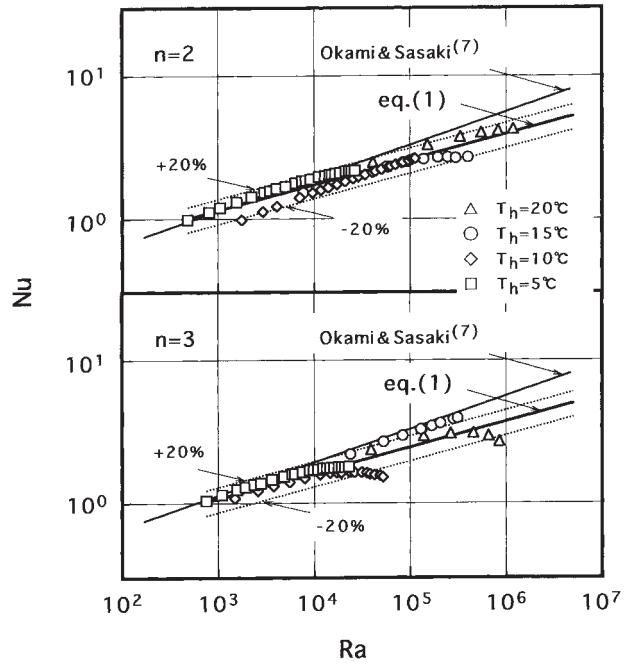 n=2
Okami & Sasaki(7)
10¹
eq.(1)
+20%
10⁰
-20%
△ Th=20℃
○ Th=15℃
◇ Th=10℃
□ Th=5℃
Nu
n=3
Okami & Sasaki(7)
10¹
eq.(1)
+20%
10⁰
-20%
10² 10³ 10⁴ 10⁵ 10⁶ 10⁷
Ra